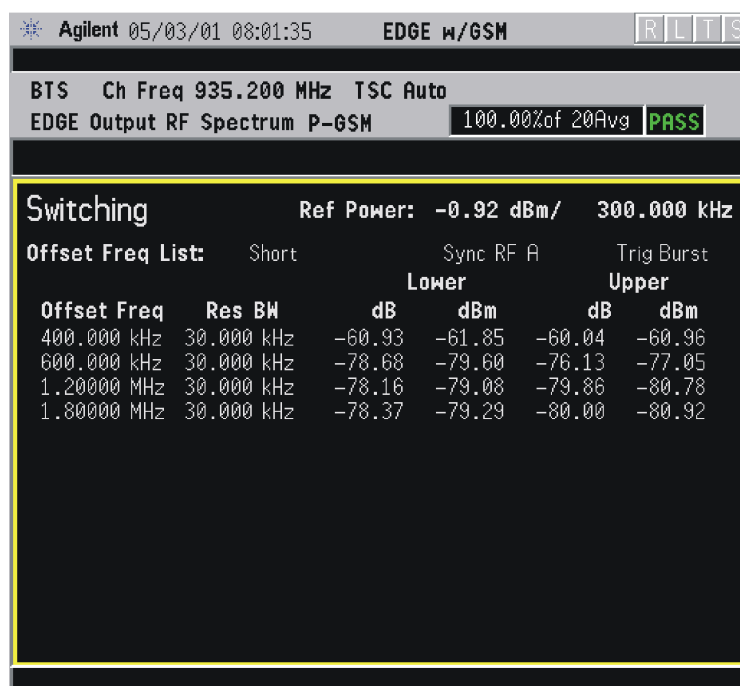 Agilent 05/03/01 08:01:35 EDGE w/GSM R L T S
BTS Ch Freq 935.200 MHz TSC Auto
EDGE Output RF Spectrum P-GSM 100.00%of 20Avg PASS
Switching Ref Power: -0.92 dBm/ 300.000 kHz
Offset Freq List: Short Sync RF A Trig Burst
Lower Upper
Offset Freq Res BW dB dBm dB dBm
400.000 kHz 30.000 kHz -60.93 -61.85 -60.04 -60.96
600.000 kHz 30.000 kHz -78.68 -79.60 -76.13 -77.05
1.20000 MHz 30.000 kHz -78.16 -79.08 -79.86 -80.78
1.80000 MHz 30.000 kHz -78.37 -79.29 -80.00 -80.92